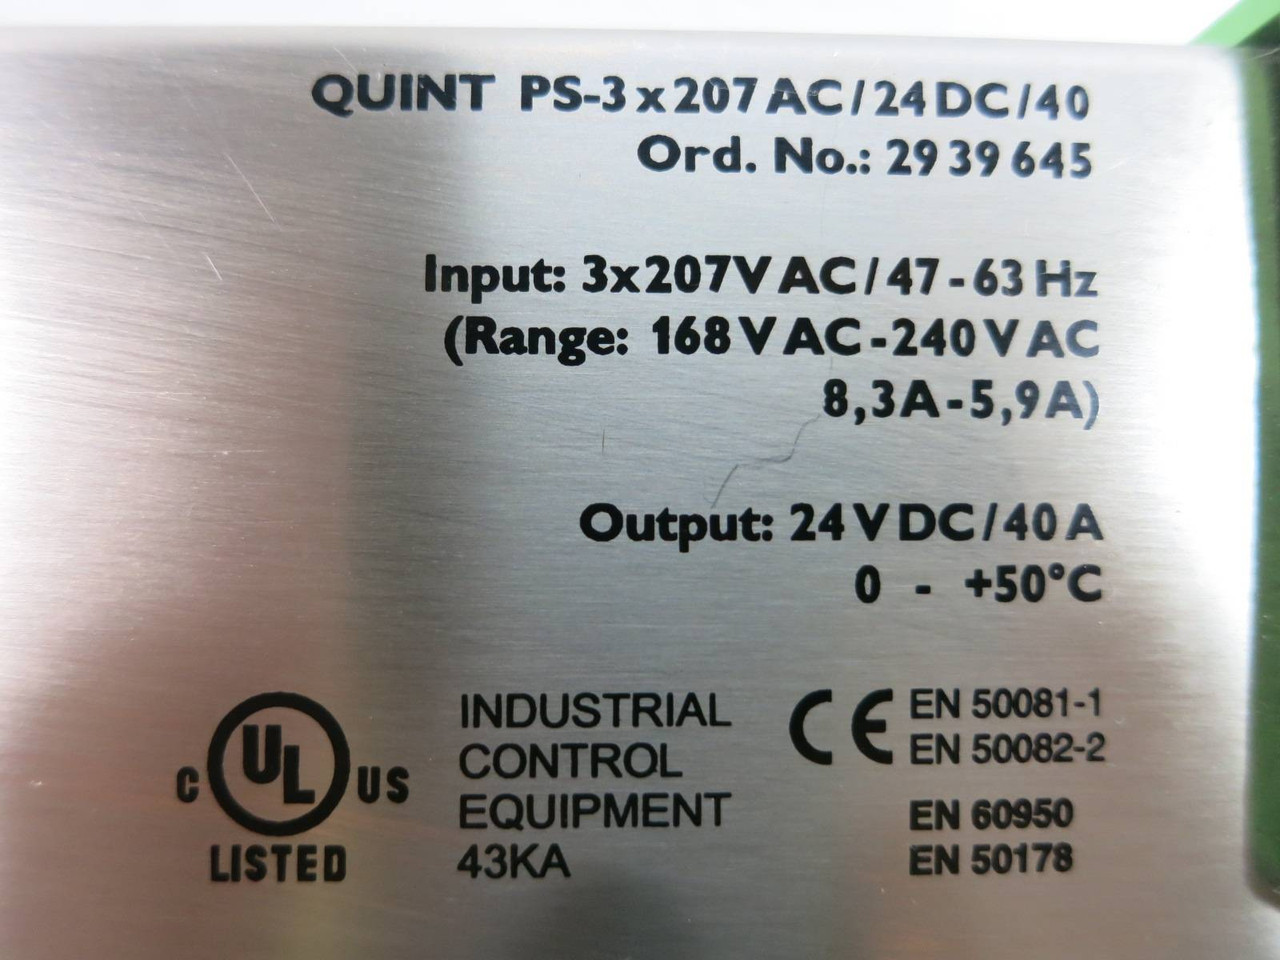 QUINT PS-3x207AC/24DC/40
Ord. No.: 29 39 645
Input: 3x207VAC/47-63Hz
(Range: 168VAC-240VAC
8,3A-5,9A)
Output: 24VDC/40A
0 - +50°C
C UL US
LISTED
INDUSTRIAL
CONTROL
EQUIPMENT
43KA
CE
EN 50081-1
EN 50082-2
EN 60950
EN 50178